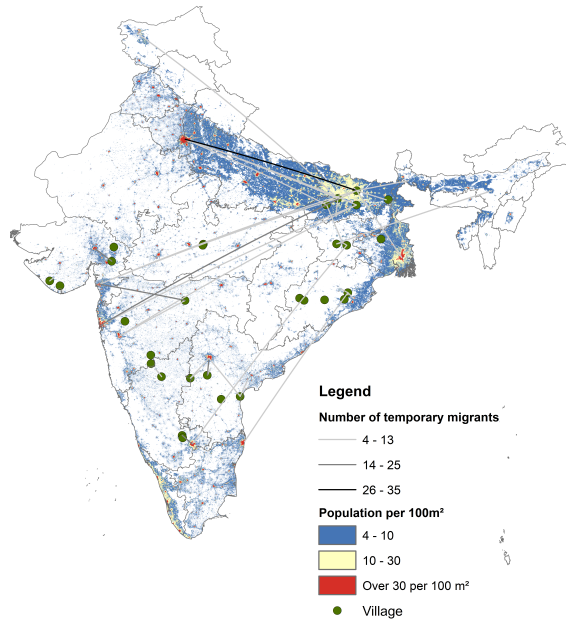 Legend
Number of temporary migrants
4 - 13
14 - 25
26 - 35
Population per 100m²
4 - 10
10 - 30
Over 30 per 100 m²
Village